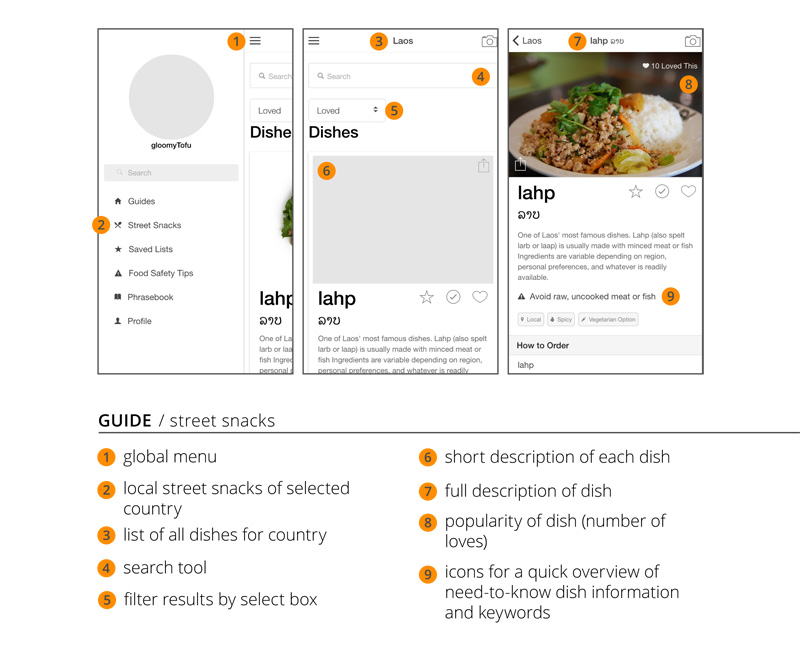 1
gloomyTofu
Search
Guides
2 Street Snacks
Saved Lists
Food Safety Tips
Phrasebook
Profile
Search
Loved
Dishes
lahp
ລາບ
One of Laos' m
larb or laap) is
fish Ingredients
personal prefe
3 Laos
Search 4
Loved 5
Dishes
6
lahp
ລາບ
One of Laos' most famous dishes. Lahp (also spelt
larb or laap) is usually made with minced meat or
fish Ingredients are variable depending on region,
personal preferences, and whatever is readily
Laos 7 lahp ລາບ
10 Loved This
8
lahp
ລາບ
One of Laos' most famous dishes. Lahp (also spelt
larb or laap) is usually made with minced meat or fish
Ingredients are variable depending on region,
personal preferences, and whatever is readily
available.
Avoid raw, uncooked meat or fish 9
Local Spicy Vegetarian Option
How to Order
lahp
GUIDE / street snacks
1 global menu
2 local street snacks of selected
country
3 list of all dishes for country
4 search tool
5 filter results by select box
6 short description of each dish
7 full description of dish
8 popularity of dish (number of
loves)
9 icons for a quick overview of
need-to-know dish information
and keywords